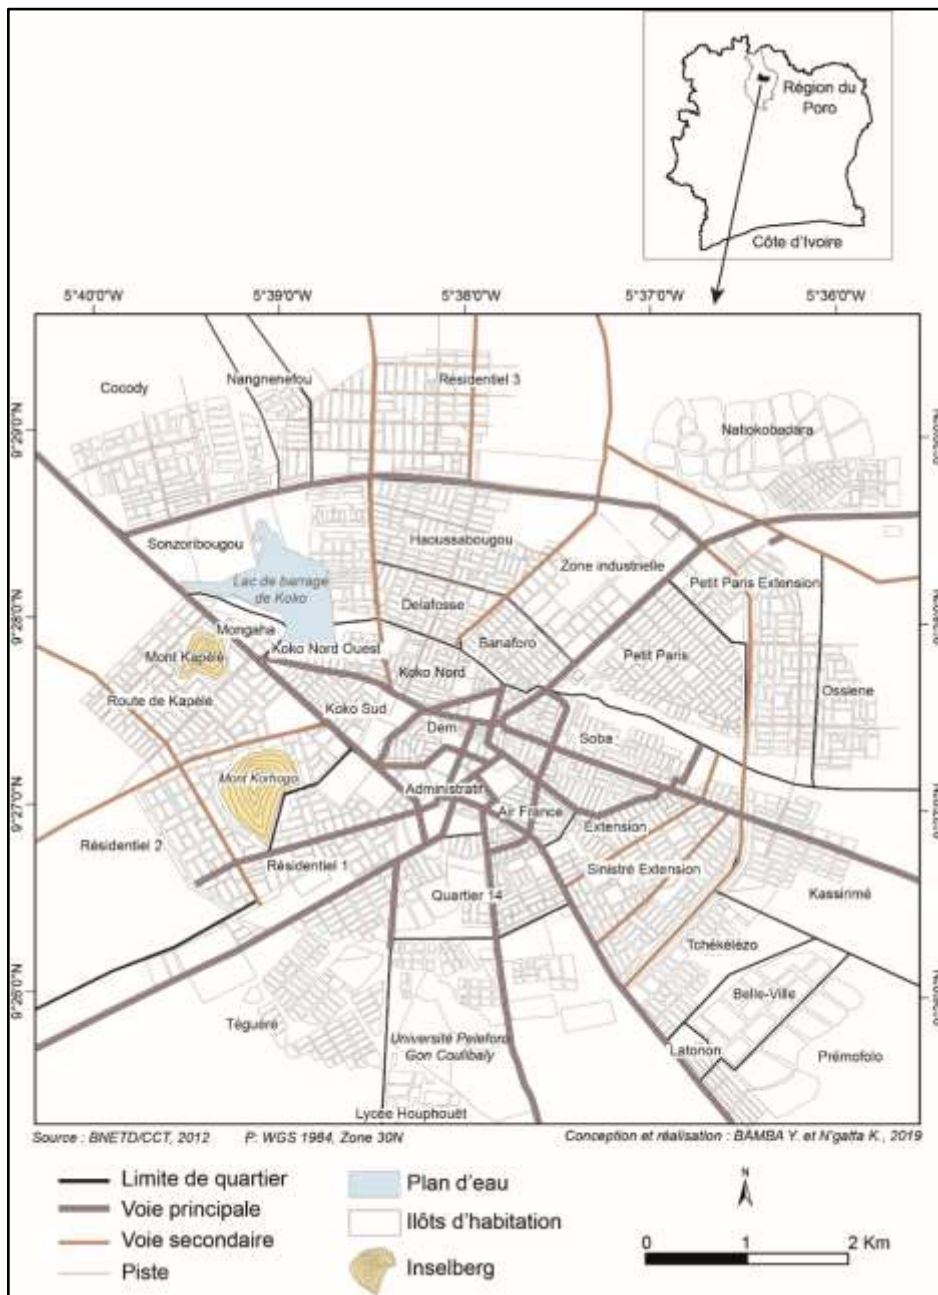 Région du
Poro
Côte d'Ivoire
5°40'0"W
5°39'0"W
5°38'0"W
5°37'0"W
5°36'0"W
Cocody
Nangnenefou
Résidentiel 3
Natiokobadara
9°29'0"N
Sonzoribougou
Haoussabougou
Zone industrielle
Lac de barrage
de Koko
Petit Paris Extension
Delafosse
9°28'0"N
Mongaha
Banaforo
Koko Nord Ouest
Mont Kapélé
Petit Paris
Koko Nord
Route de Kapélé
Ossiene
Koko Sud
Dem
Soba
Mont Korhogo
Administratif
9°27'0"N
Air France
Extension
Résidentiel 2
Résidentiel 1
Sinistré Extension
Quartier 14
Kassirimé
Tchékélézo
Belle-Ville
9°26'0"N
Téguéré
Université Peleforo
Gon Coulibaly
Latonon
Prémofolo
Lycée Houphouët
Source : BNETD/CCT, 2012
P: WGS 1984, Zone 30N
Conception et réalisation : BAMBA Y. et N'gatta K., 2019
Limite de quartier
Voie principale
Voie secondaire
Piste
Plan d'eau
Ilôts d'habitation
Inselberg
N
0
1
2 Km